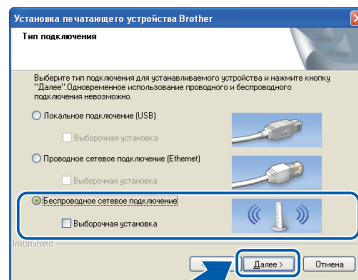 Установка печатающего устройства Brother
Тип подключения
Выберите тип подключения для устанавливаемого устройства и нажмите кнопку
"Далее".Одновременное использование проводного и беспроводного
подключения невозможно.
Локальное подключение (USB)
Выборочная установка
Проводное сетевое подключение (Ethernet)
Выборочная установка
Беспроводное сетевое подключение
Выборочная установка
InstallShield
Далее > Отмена